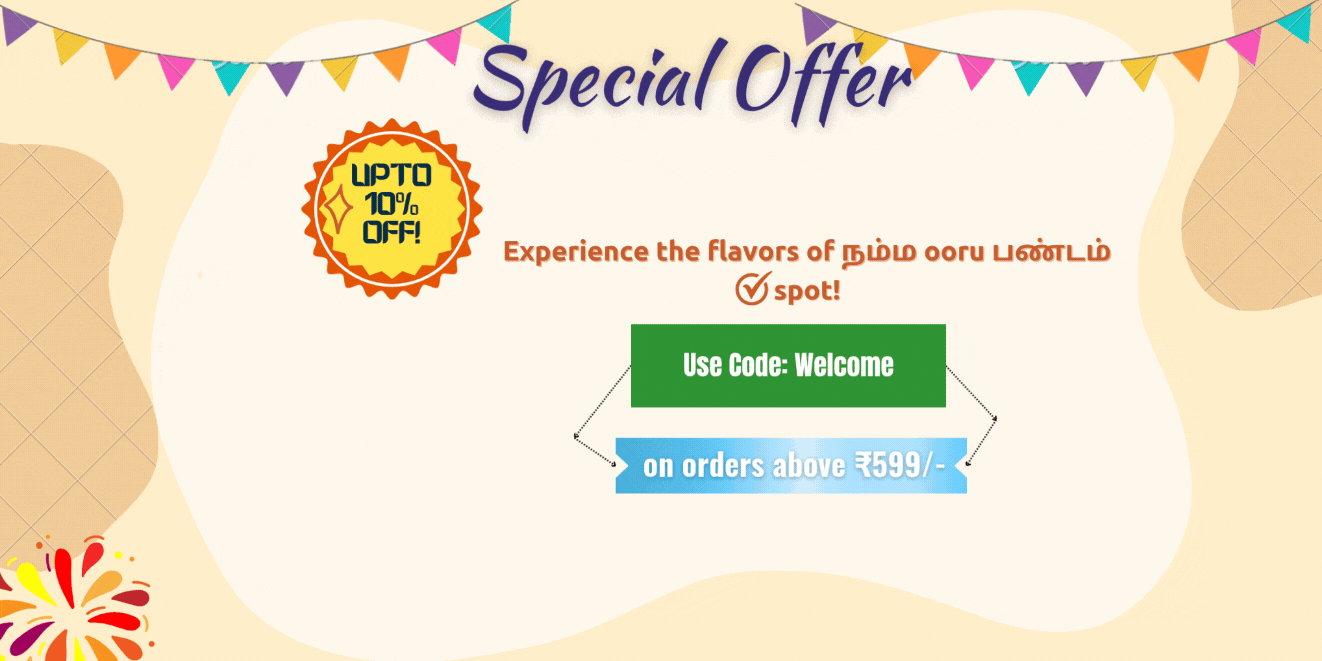 Special Offer
UPTO
10%
OFF!
Experience the flavors of நம்ம ooru பண்டம்
spot!
Use Code: Welcome
on orders above ₹599/-